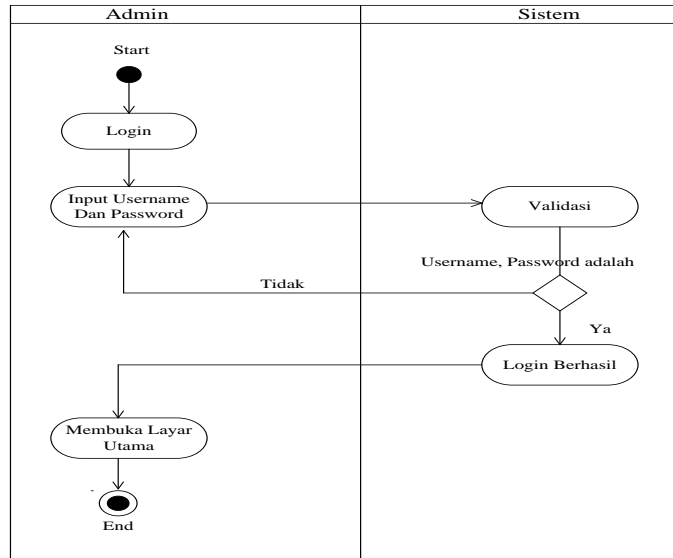 Admin
Sistem
Start
Login
Input Username
Dan Password
Validasi
Username, Password adalah
Tidak
Ya
Login Berhasil
Membuka Layar
Utama
End